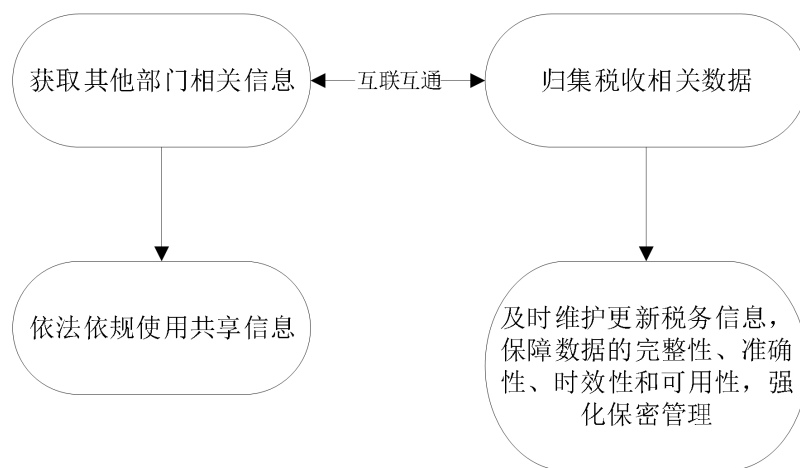 获取其他部门相关信息
互联互通
归集税收相关数据
依法依规使用共享信息
及时维护更新税务信息，
保障数据的完整性、准确
性、时效性和可用性，强
化保密管理